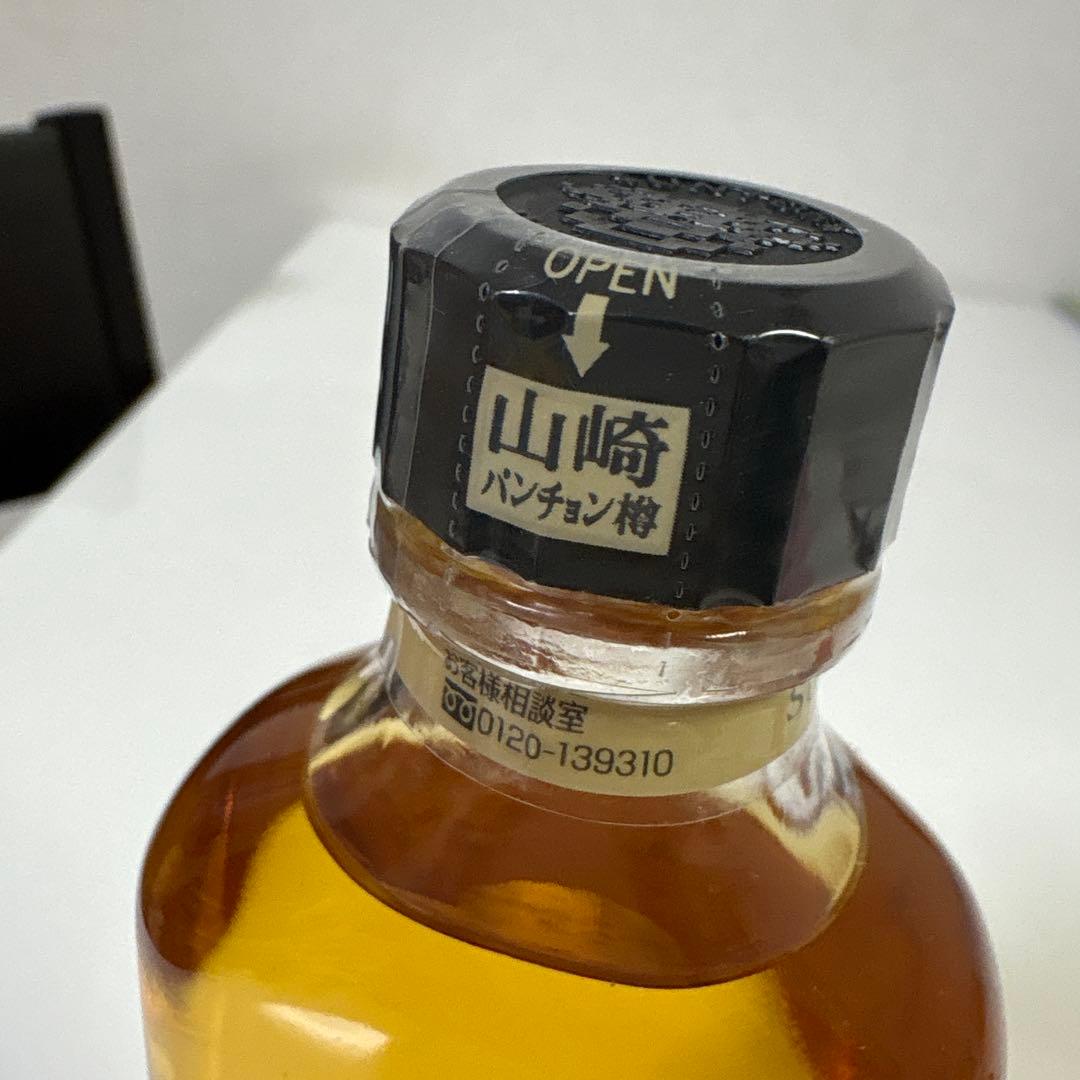 OPEN
山崎
パンチョン樽
お客様相談室
0120-139310